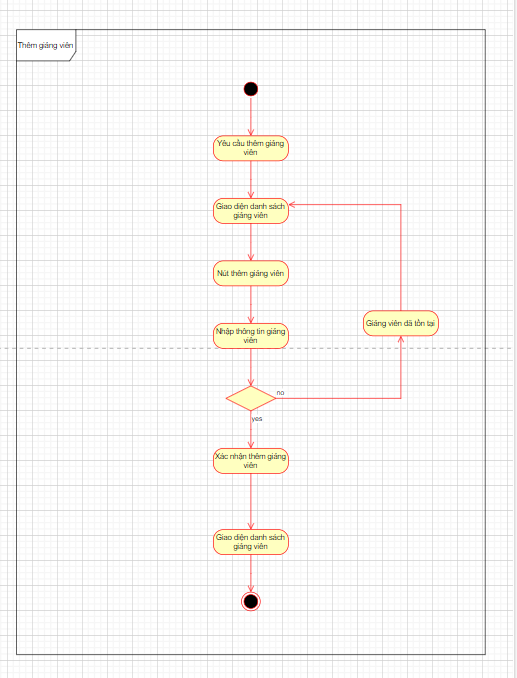 Thêm giảng viên
Yêu cầu thêm giảng
viên
Giao diện danh sách
giảng viên
Nút thêm giảng viên
Nhập thông tin giảng
viên
Giảng viên đã tồn tại
no
yes
Xác nhận thêm giảng
viên
Giao diện danh sách
giảng viên